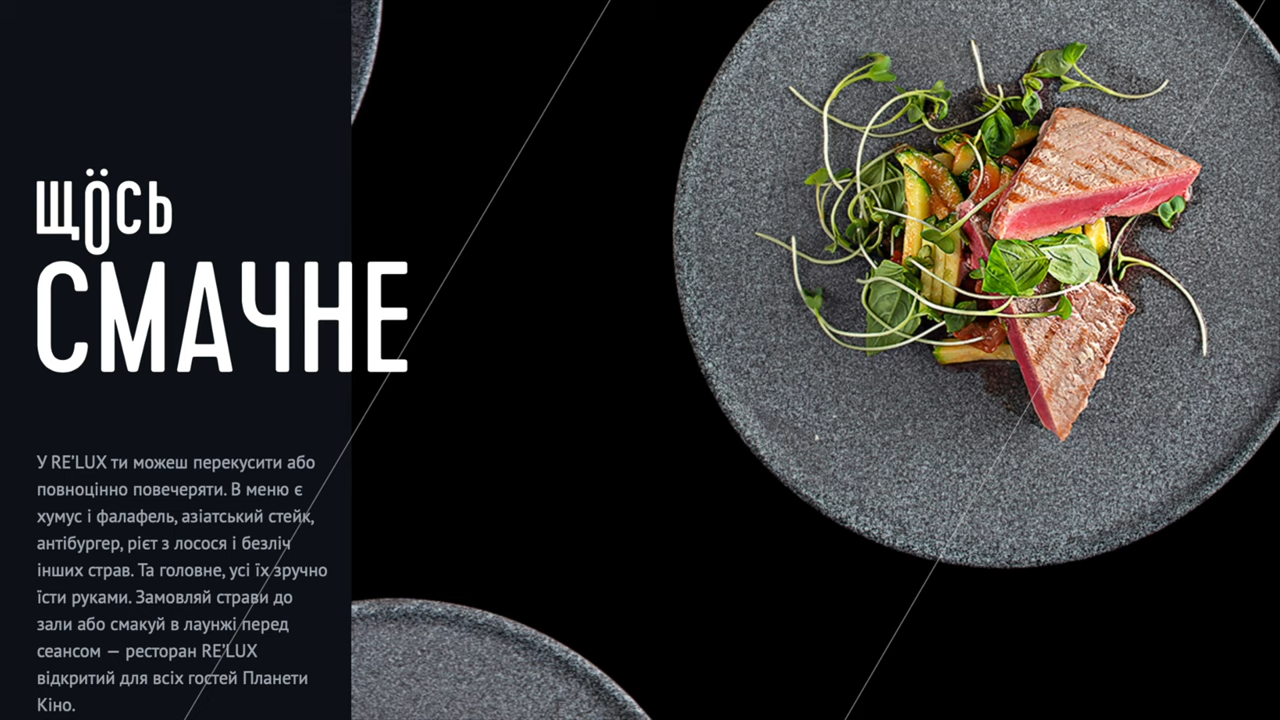 щӧсь
СМАЧНЕ
У RE'LUX ти можеш перекусити або
повноцінно повечеряти. В меню є
хумус і фалафель, азіатський стейк,
антібургер, рієт з лосося і безліч
інших страв. Та головне, усі їх зручно
їсти руками. Замовляй страви до
зали або смакуй в лаунжі перед
сеансом — ресторан RE'LUX
відкритий для всіх гостей Планети
Кіно.